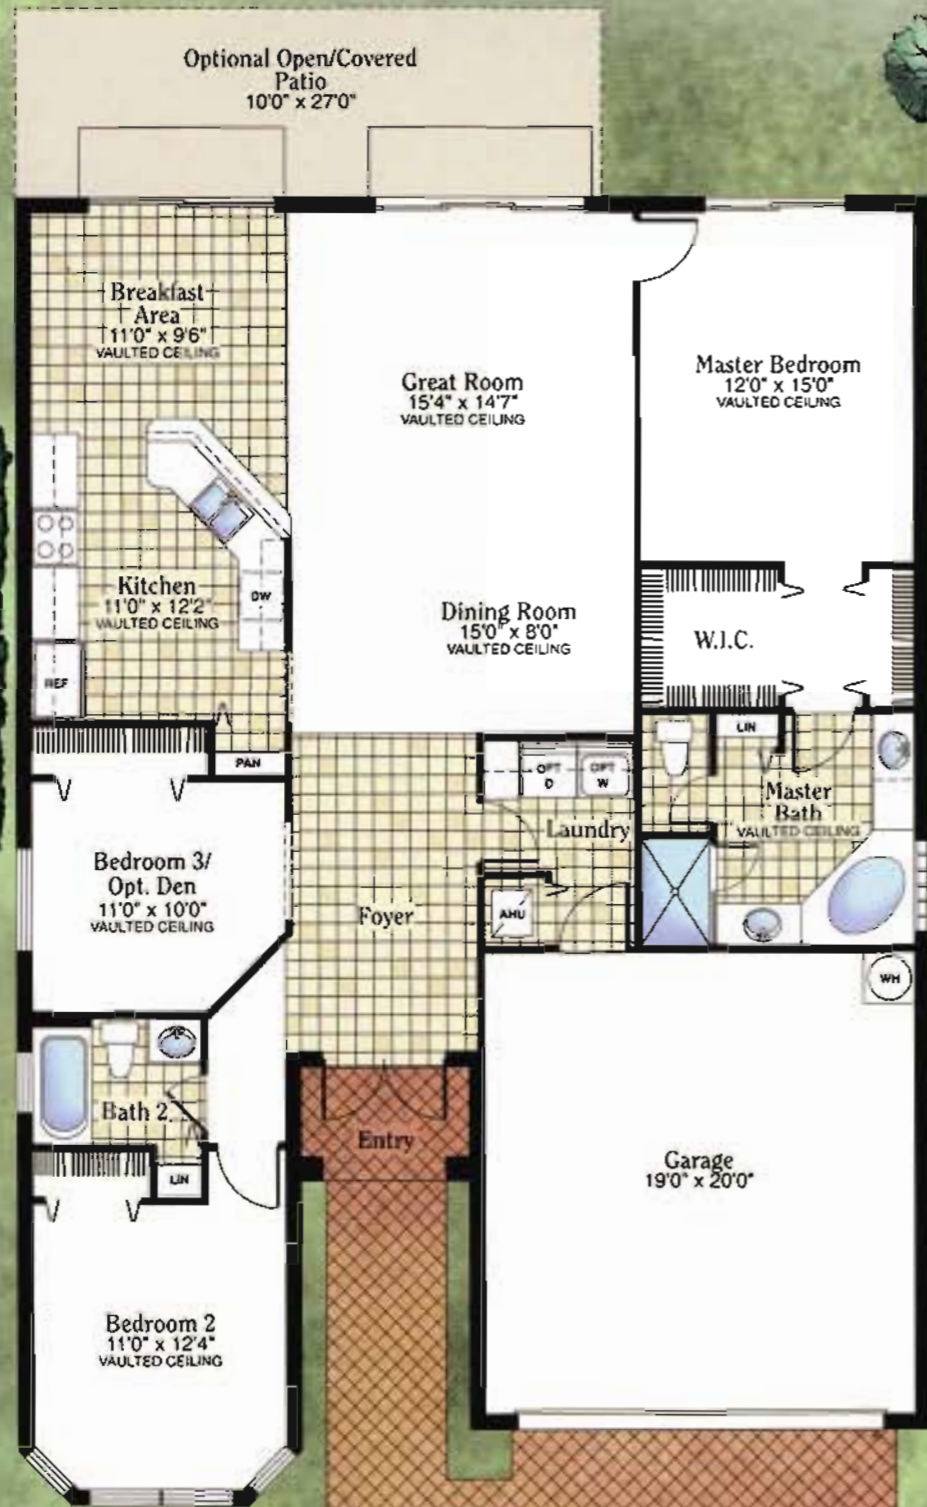 Optional Open/Covered
Patio
10'0" x 27'0"
Breakfast
Area
11'0" x 9'6"
VAULTED CEILING
Great Room
15'4" x 14'7"
VAULTED CEILING
Master Bedroom
12'0" x 15'0"
VAULTED CEILING
Kitchen
11'0" x 12'2"
VAULTED CEILING
DW
REF
Dining Room
15'0" x 8'0"
VAULTED CEILING
W.I.C.
PAN
LIN
OPT
D
OPT
W
Laundry
Master
Bath
VAULTED CEILING
Bedroom 3/
Opt. Den
11'0" x 10'0"
VAULTED CEILING
Foyer
AHU
WH
Bath 2
Entry
LIN
Garage
19'0" x 20'0"
Bedroom 2
11'0" x 12'4"
VAULTED CEILING